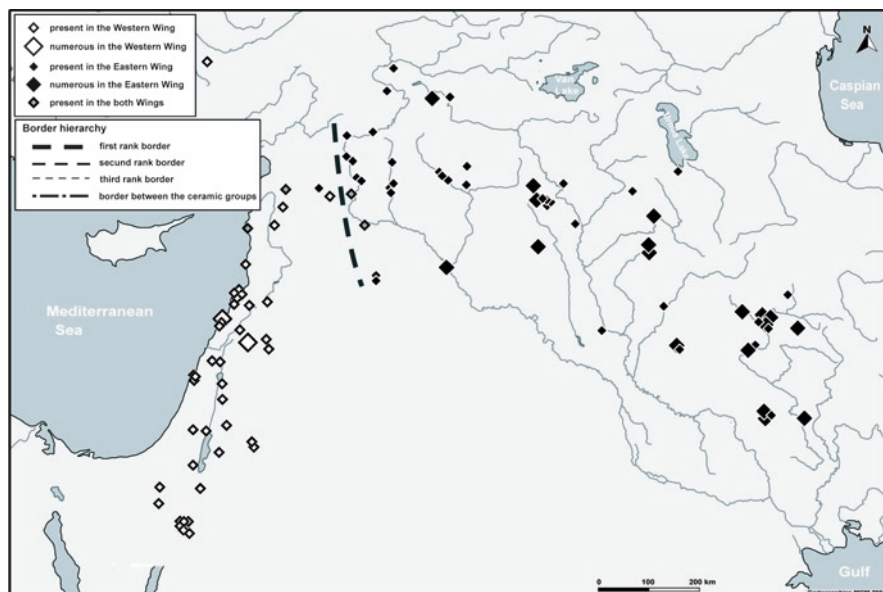 present in the Western Wing
numerous in the Western Wing
present in the Eastern Wing
numerous in the Eastern Wing
present in the both Wings
Border hierarchy
first rank border
second rank border
third rank border
border between the ceramic groups
N
Van
Lake
Caspian
Sea
Lake
Mediterranean
Sea
Gulf
0 100 200 km